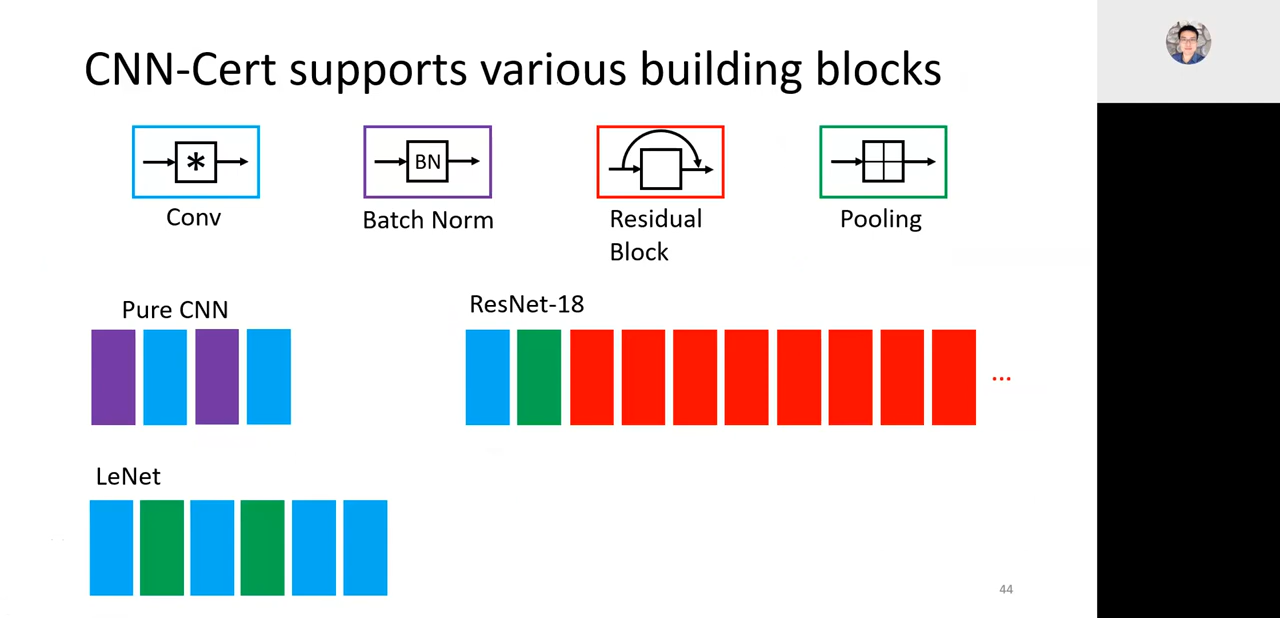 CNN-Cert supports various building blocks
*
BN
Conv
Batch Norm
Residual
Block
Pooling
Pure CNN
ResNet-18
...
LeNet
44